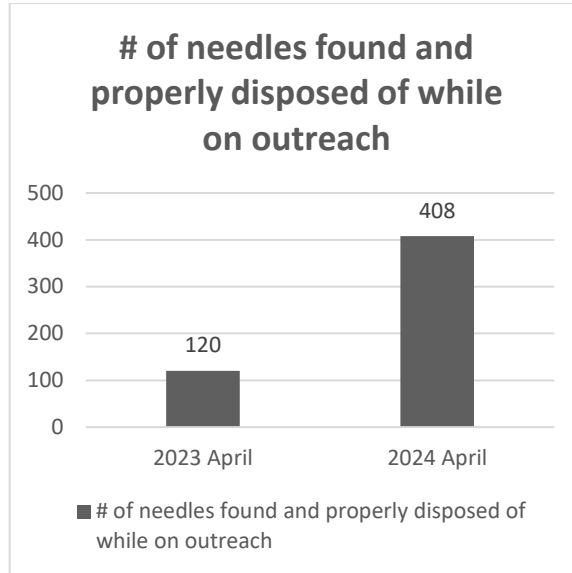 # of needles found and
properly disposed of while
on outreach
500
400
300
200
100
0
120
408
2023 April
2024 April
# of needles found and properly disposed of
while on outreach